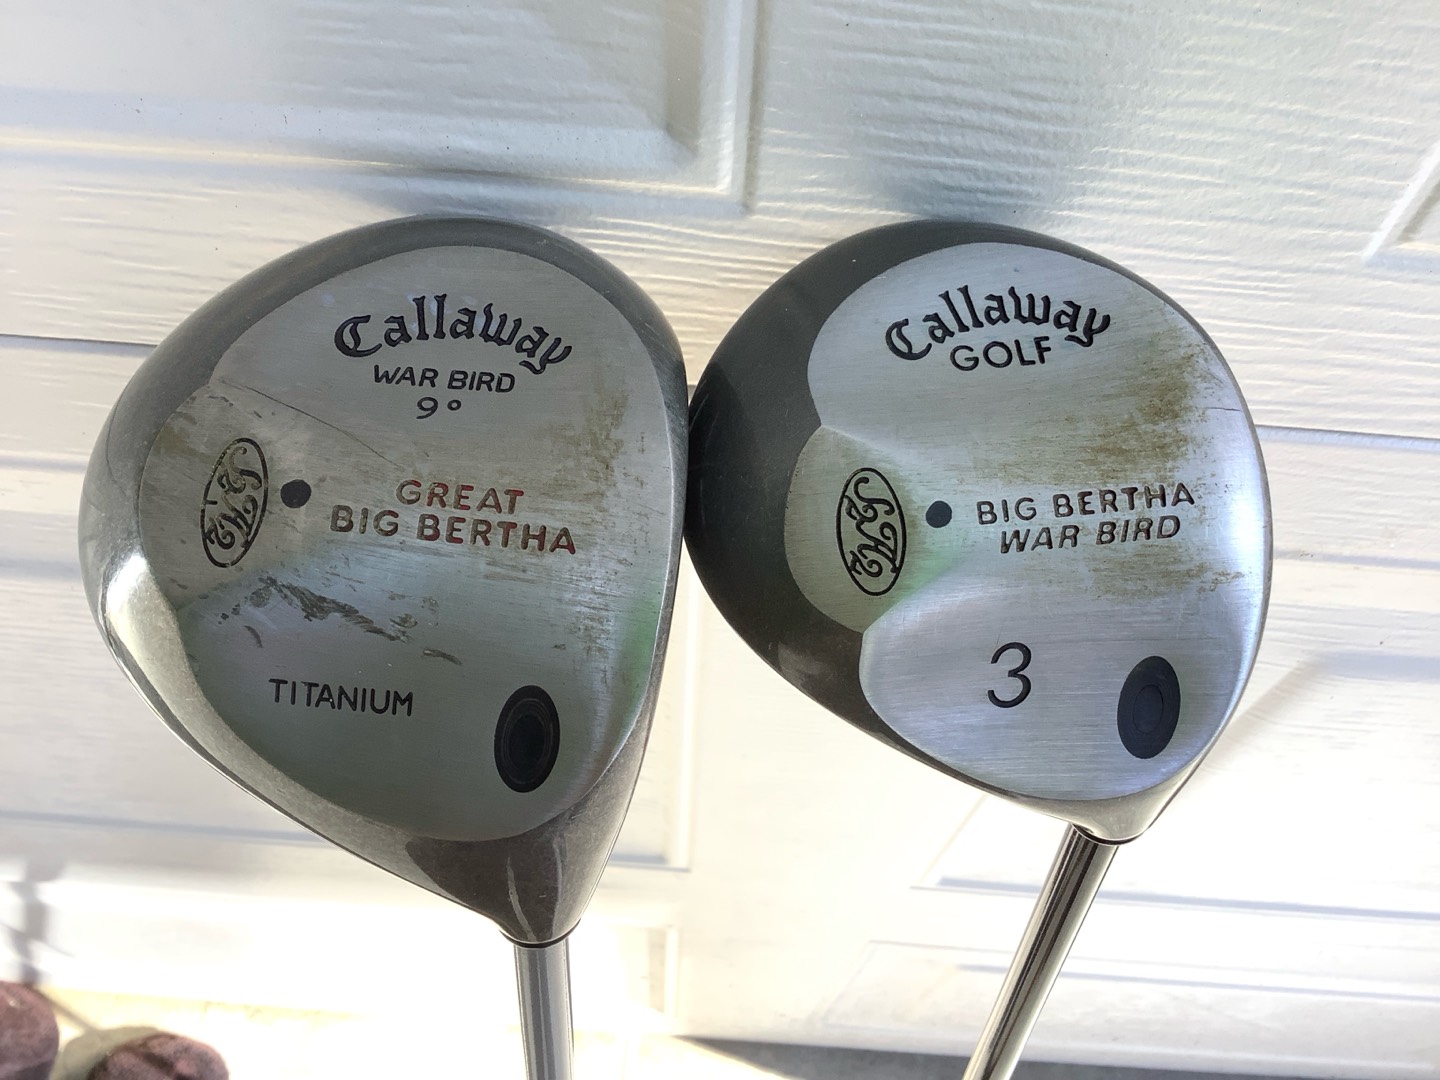 Callaway
WAR BIRD
9°
GREAT
BIG BERTHA
TITANIUM
Callaway
GOLF
BIG BERTHA
WAR BIRD
3